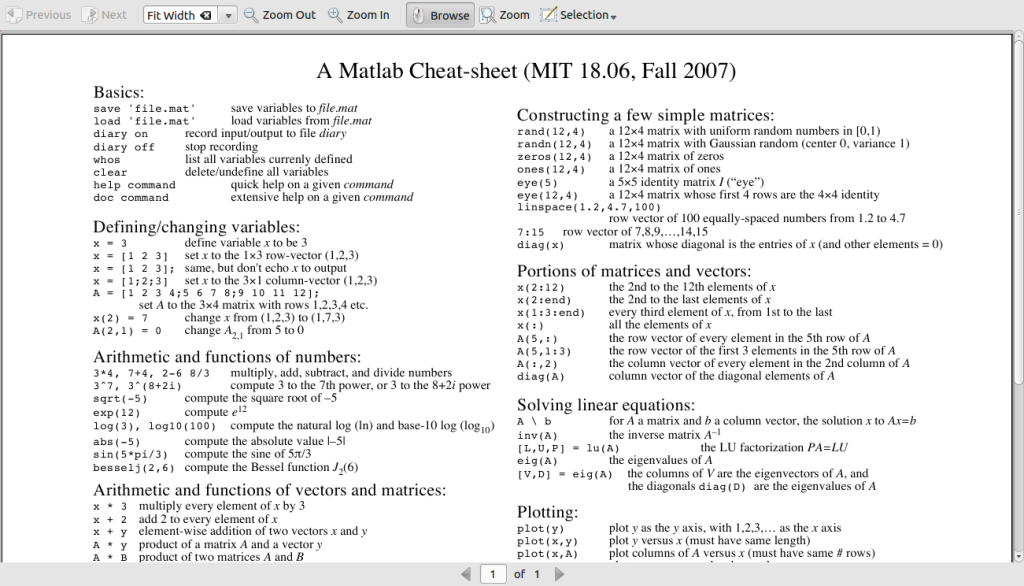 Previous Next Fit Width Zoom Out Zoom In Browse Zoom Selection
A Matlab Cheat-sheet (MIT 18.06, Fall 2007)
Basics:
save 'file.mat' save variables to file.mat
load 'file.mat' load variables from file.mat
diary on record input/output to file diary
diary off stop recording
whos list all variables currenly defined
clear delete/undefine all variables
help command quick help on a given command
doc command extensive help on a given command
Defining/changing variables:
x = 3 define variable x to be 3
x = [1 2 3] set x to the 1×3 row-vector (1,2,3)
x = [1 2 3]; same, but don't echo x to output
x = [1;2;3] set x to the 3×1 column-vector (1,2,3)
A = [1 2 3 4;5 6 7 8;9 10 11 12];
set A to the 3×4 matrix with rows 1,2,3,4 etc.
x(2) = 7 change x from (1,2,3) to (1,7,3)
A(2,1) = 0 change A2,1 from 5 to 0
Arithmetic and functions of numbers:
3*4, 7+4, 2-6 8/3 multiply, add, subtract, and divide numbers
3^7, 3^(8+2i) compute 3 to the 7th power, or 3 to the 8+2i power
sqrt(-5) compute the square root of –5
exp(12) compute e¹²
log(3), log10(100) compute the natural log (ln) and base-10 log (log₁₀)
abs(-5) compute the absolute value |–5|
sin(5*pi/3) compute the sine of 5π/3
besselj(2,6) compute the Bessel function J₂(6)
Arithmetic and functions of vectors and matrices:
x * 3 multiply every element of x by 3
x + 2 add 2 to every element of x
x + y element-wise addition of two vectors x and y
A * y product of a matrix A and a vector y
A * B product of two matrices A and B
Constructing a few simple matrices:
rand(12,4) a 12×4 matrix with uniform random numbers in [0,1)
randn(12,4) a 12×4 matrix with Gaussian random (center 0, variance 1)
zeros(12,4) a 12×4 matrix of zeros
ones(12,4) a 12×4 matrix of ones
eye(5) a 5×5 identity matrix I (“eye”)
eye(12,4) a 12×4 matrix whose first 4 rows are the 4×4 identity
linspace(1.2,4.7,100)
row vector of 100 equally-spaced numbers from 1.2 to 4.7
7:15 row vector of 7,8,9,…,14,15
diag(x) matrix whose diagonal is the entries of x (and other elements = 0)
Portions of matrices and vectors:
x(2:12) the 2nd to the 12th elements of x
x(2:end) the 2nd to the last elements of x
x(1:3:end) every third element of x, from 1st to the last
x(:) all the elements of x
A(5,:) the row vector of every element in the 5th row of A
A(5,1:3) the row vector of the first 3 elements in the 5th row of A
A(:,2) the column vector of every element in the 2nd column of A
diag(A) column vector of the diagonal elements of A
Solving linear equations:
A \ b for A a matrix and b a column vector, the solution x to Ax=b
inv(A) the inverse matrix A⁻¹
[L,U,P] = lu(A) the LU factorization PA=LU
eig(A) the eigenvalues of A
[V,D] = eig(A) the columns of V are the eigenvectors of A, and
the diagonals diag(D) are the eigenvalues of A
Plotting:
plot(y) plot y as the y axis, with 1,2,3,… as the x axis
plot(x,y) plot y versus x (must have same length)
plot(x,A) plot columns of A versus x (must have same # rows)
1 of 1